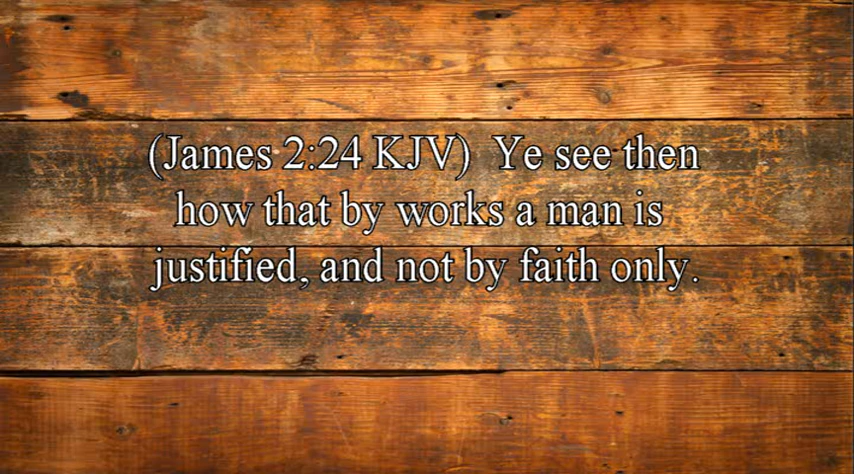 (James 2:24 KJV)  Ye see then
how that by works a man is
justified, and not by faith only.